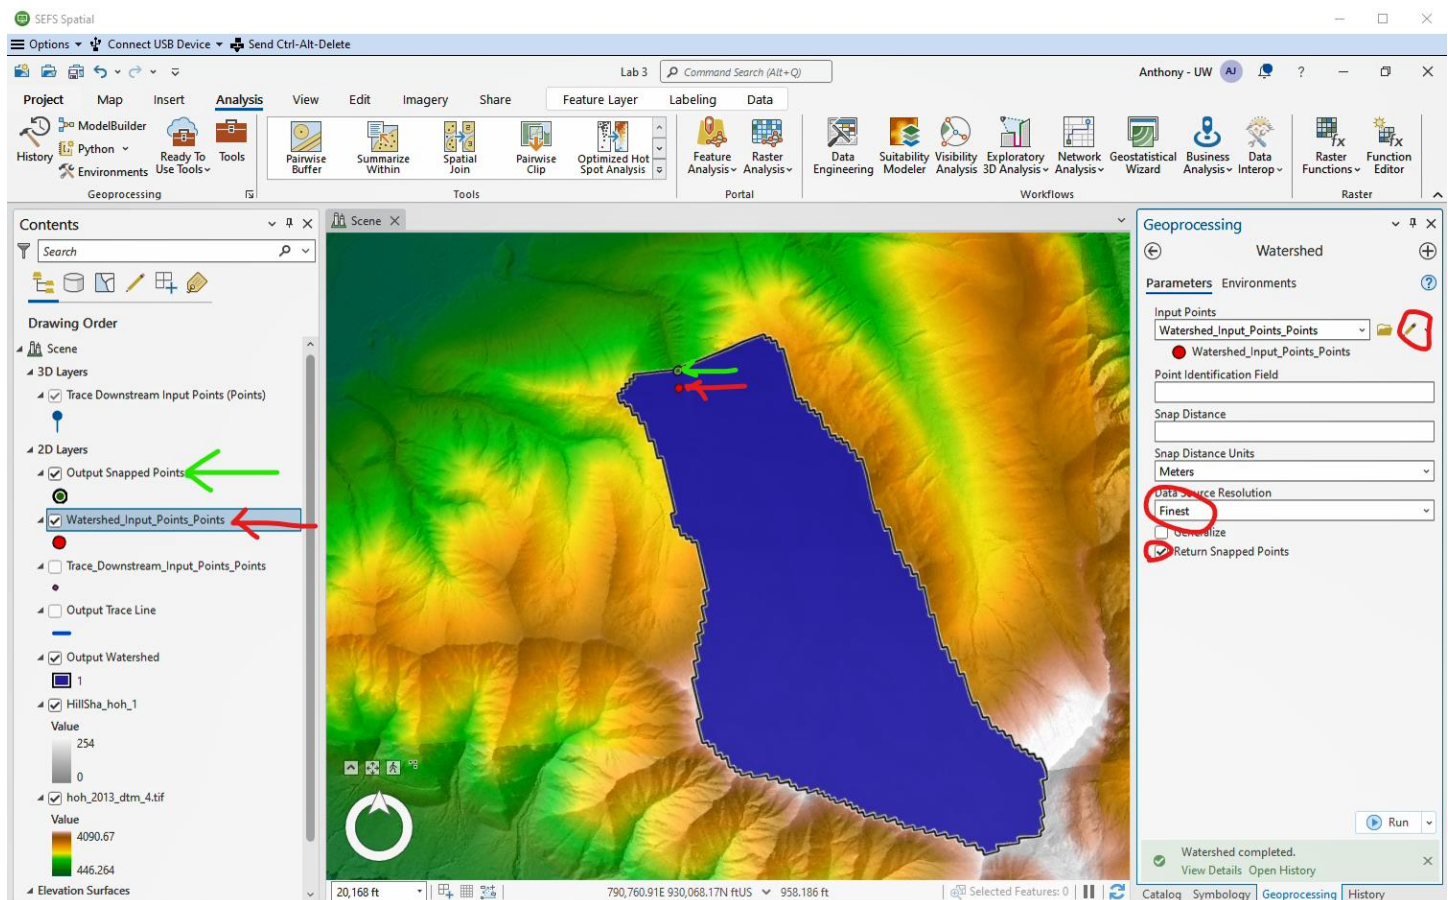 SEFS Spatial
Options Connect USB Device Send Ctrl-Alt-Delete
Lab 3 Command Search (Alt+Q) Anthony - UW AJ ?
Project Map Insert Analysis View Edit Imagery Share Feature Layer Labeling Data
History
ModelBuilder
Python
Environments
Ready To
Use Tools
Tools
Pairwise
Buffer
Summarize
Within
Spatial
Join
Pairwise
Clip
Optimized Hot
Spot Analysis
Feature
Analysis
Raster
Analysis
Data
Engineering
Suitability
Modeler
Visibility
Analysis
Exploratory
3D Analysis
Network
Analysis
Geostatistical
Wizard
Business
Analysis
Data
Interop
Raster
Functions
Function
Editor
Geoprocessing Tools Portal Workflows Raster
Contents
Search
Drawing Order
Scene
3D Layers
Trace Downstream Input Points (Points)
2D Layers
Output Snapped Points
Watershed_Input_Points_Points
Trace_Downstream_Input_Points_Points
Output Trace Line
Output Watershed
1
HillSha_hoh_1
Value
254
0
hoh_2013_dtm_4.tif
Value
4090.67
446.264
Elevation Surfaces
Scene
20,168 ft 790,760.91E 930,068.17N ftUS 958.186 ft Selected Features: 0
Geoprocessing
Watershed
Parameters Environments ?
Input Points
Watershed_Input_Points_Points
Watershed_Input_Points_Points
Point Identification Field
Snap Distance
Snap Distance Units
Meters
Data Source Resolution
Finest
Generalize
Return Snapped Points
Run
Watershed completed.
View Details Open History
Catalog Symbology Geoprocessing History